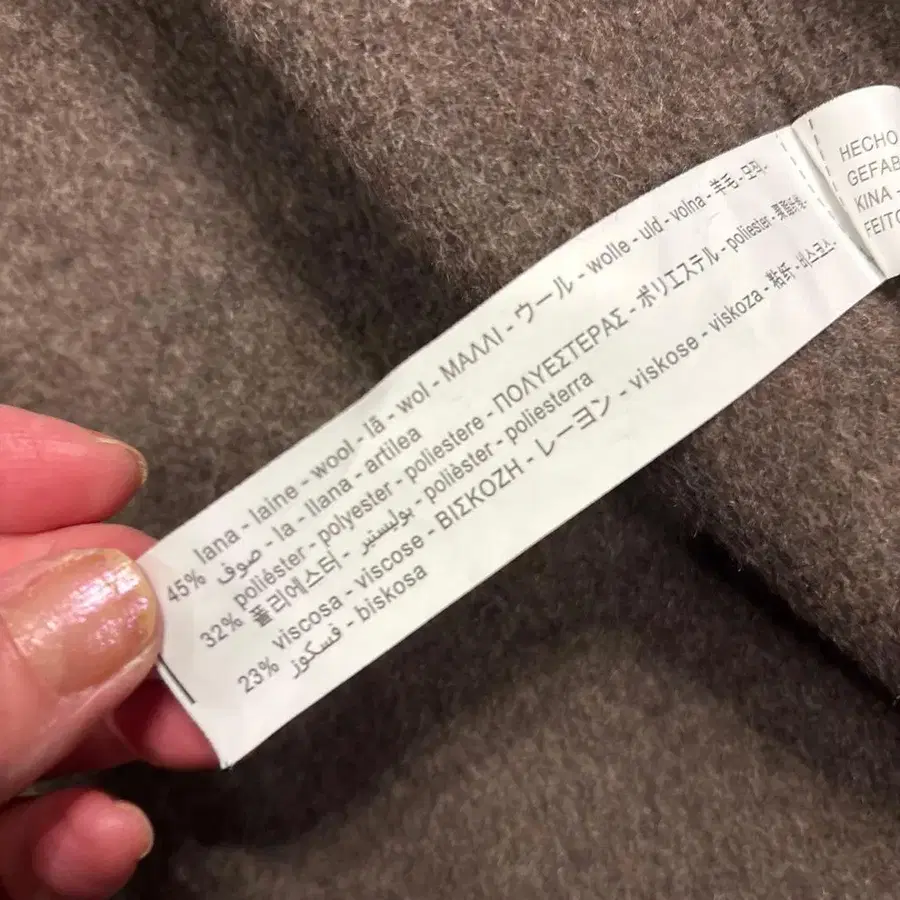 45% lana - laine - wool - lã - wol - ΜΑΛΛΙ - ウール - wolle - uld - volna - 羊毛 - 모직-
صوف - la - llana - artilea
32% poliéster - polyester - poliestere - ΠΟΛΥΕΣΤΕΡΑΣ - ポリエステル - poliester -
폴리에스터 - بوليستير - polièster - poliesterra
23% viscosa - viscose - ΒΙΣΚΟΖΗ - レーヨン - viskose - viskoza - 粘纤 - 비스코스-
فسكوز - biskosa
HECHO
GEFAB
KINA -
FEITO